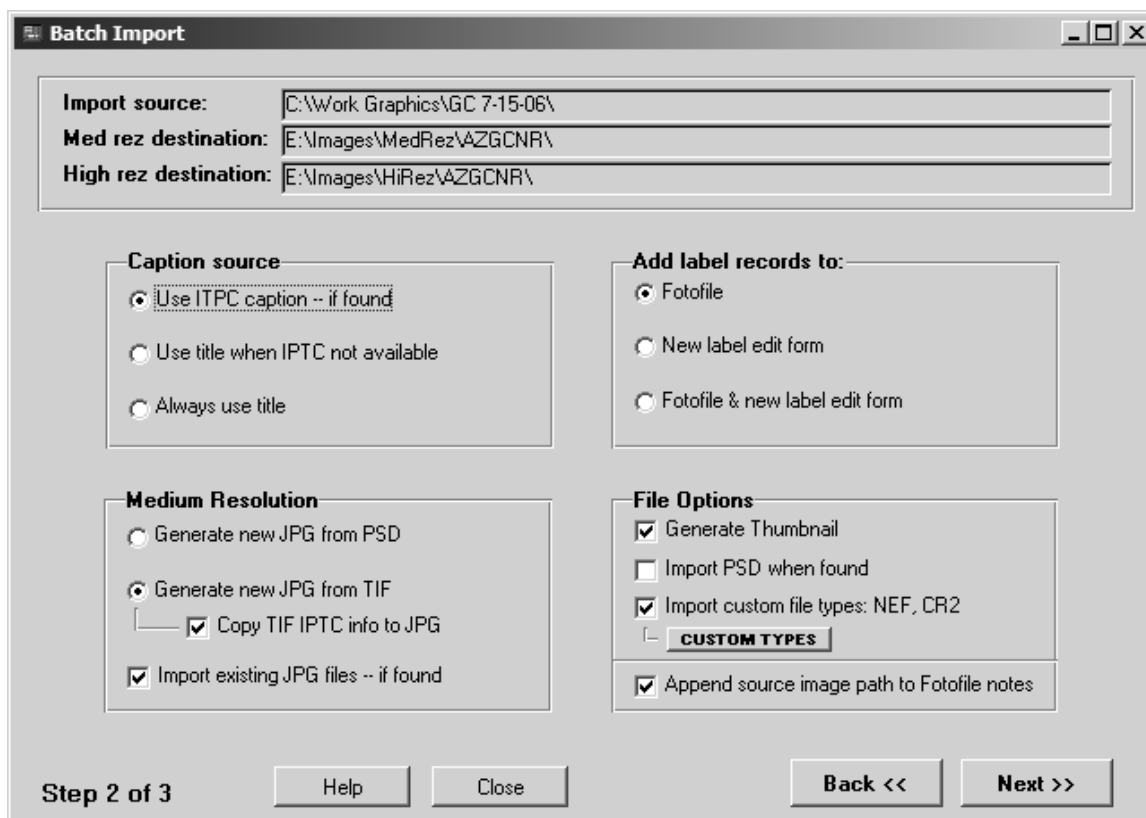 Batch Import
Import source: C:\Work Graphics\GC 7-15-06\
Med rez destination: E:\Images\MedRez\AZGCNR\
High rez destination: E:\Images\HiRez\AZGCNR\
Caption source
Use ITPC caption -- if found
Use title when IPTC not available
Always use title
Add label records to:
Fotofile
New label edit form
Fotofile & new label edit form
Medium Resolution
Generate new JPG from PSD
Generate new JPG from TIF
Copy TIF IPTC info to JPG
Import existing JPG files -- if found
File Options
Generate Thumbnail
Import PSD when found
Import custom file types: NEF, CR2
CUSTOM TYPES
Append source image path to Fotofile notes
Step 2 of 3
Help
Close
Back <<
Next >>